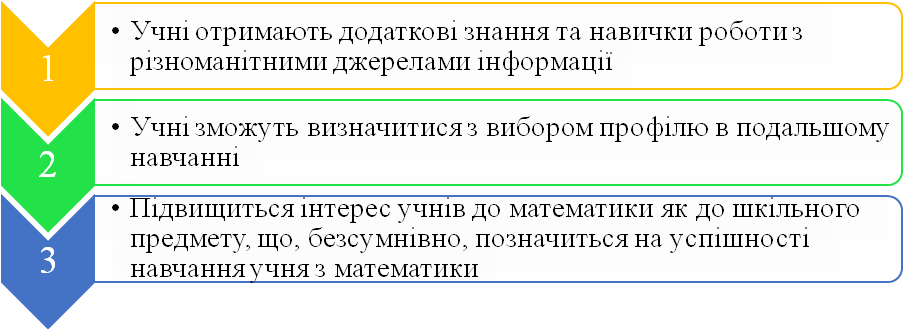 1
• Учні отримають додаткові знання та навички роботи з
різноманітними джерелами інформації
2
• Учні зможуть визначитися з вибором профілю в подальшому
навчанні
3
• Підвищиться інтерес учнів до математики як до шкільного
предмету, що, безсумнівно, позначиться на успішності
навчання учня з математики